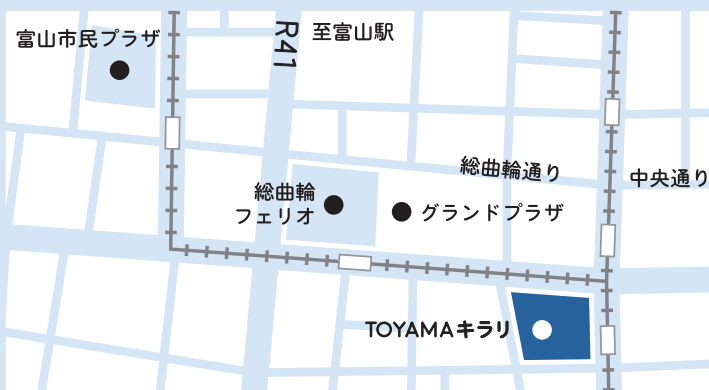 富山市民プラザ
R41
至富山駅
総曲輪通り
中央通り
総曲輪
フェリオ
グランドプラザ
TOYAMAキラリ